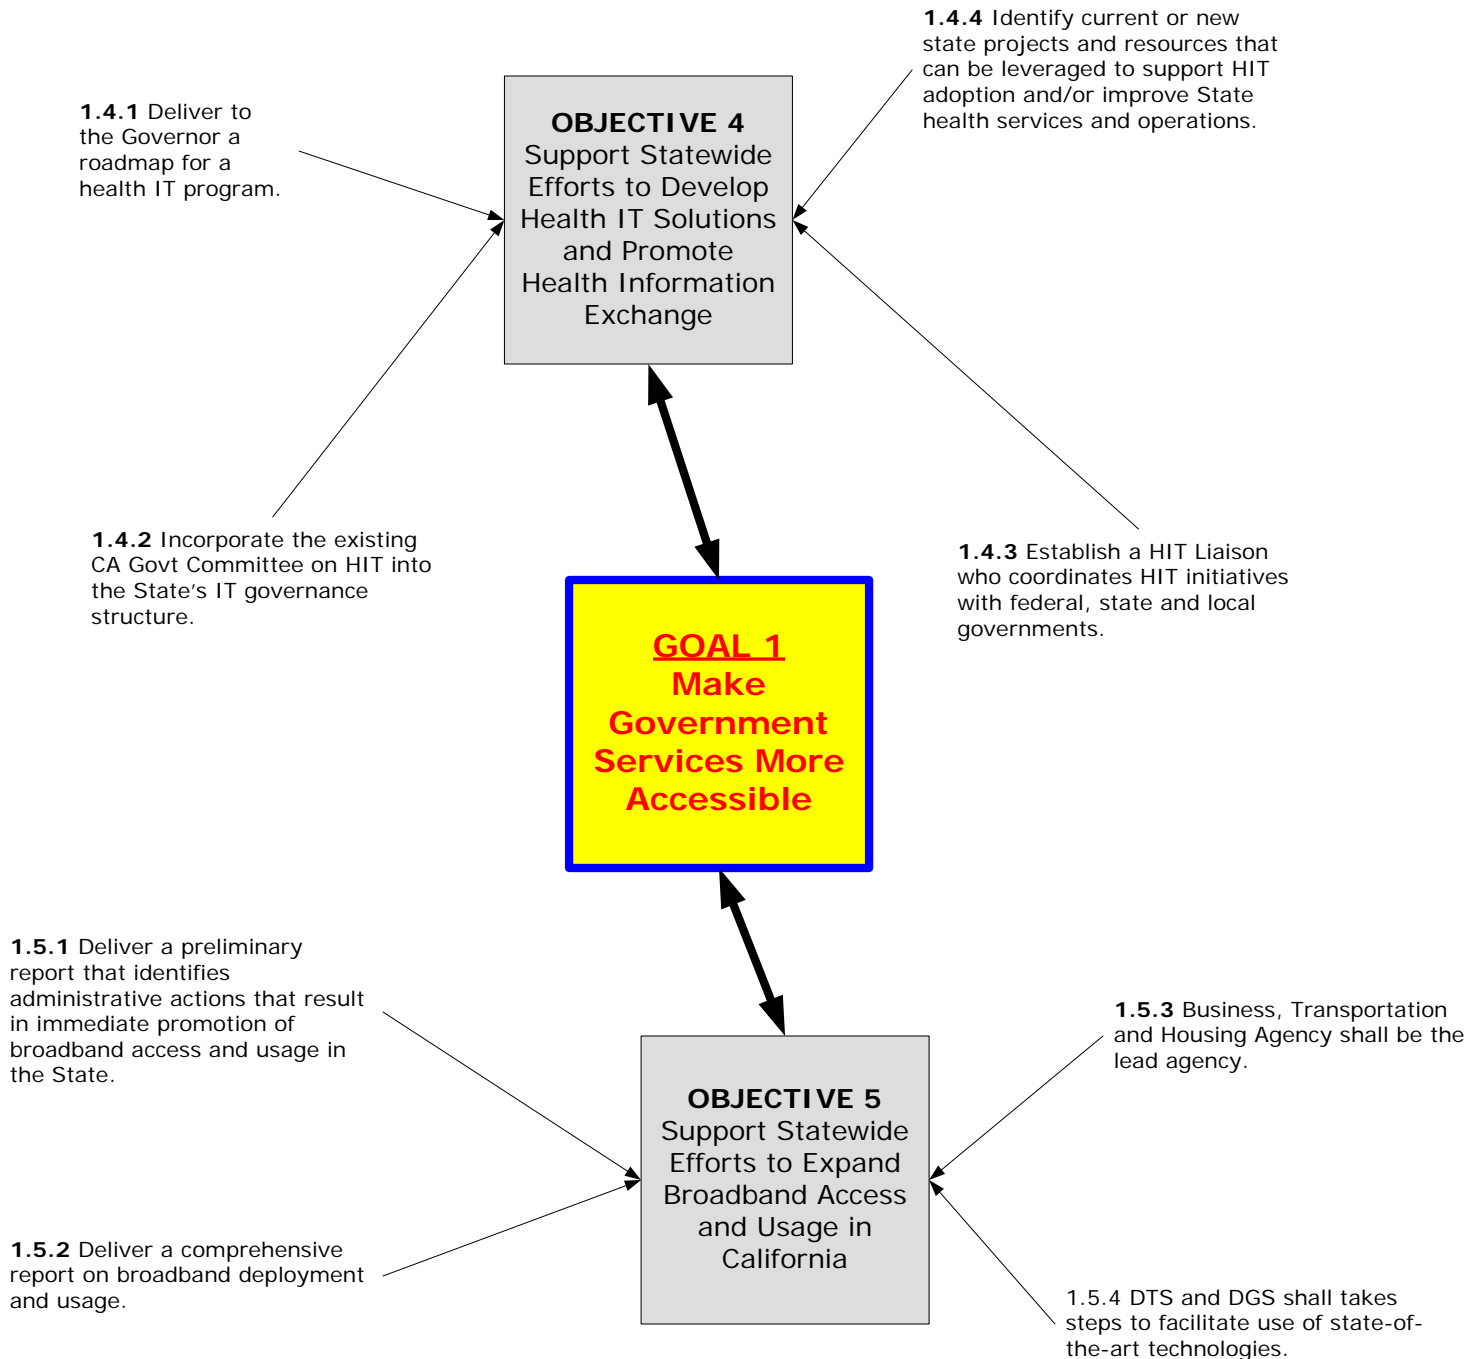 1.4.4 Identify current or new
state projects and resources that
can be leveraged to support HIT
adoption and/or improve State
health services and operations.
1.4.1 Deliver to
the Governor a
roadmap for a
health IT program.
OBJECTIVE 4
Support Statewide
Efforts to Develop
Health IT Solutions
and Promote
Health Information
Exchange
1.4.2 Incorporate the existing
CA Govt Committee on HIT into
the State's IT governance
structure.
1.4.3 Establish a HIT Liaison
who coordinates HIT initiatives
with federal, state and local
governments.
GOAL 1
Make
Government
Services More
Accessible
1.5.1 Deliver a preliminary
report that identifies
administrative actions that result
in immediate promotion of
broadband access and usage in
the State.
1.5.3 Business, Transportation
and Housing Agency shall be the
lead agency.
OBJECTIVE 5
Support Statewide
Efforts to Expand
Broadband Access
and Usage in
California
1.5.2 Deliver a comprehensive
report on broadband deployment
and usage.
1.5.4 DTS and DGS shall takes
steps to facilitate use of state-of-
the-art technologies.